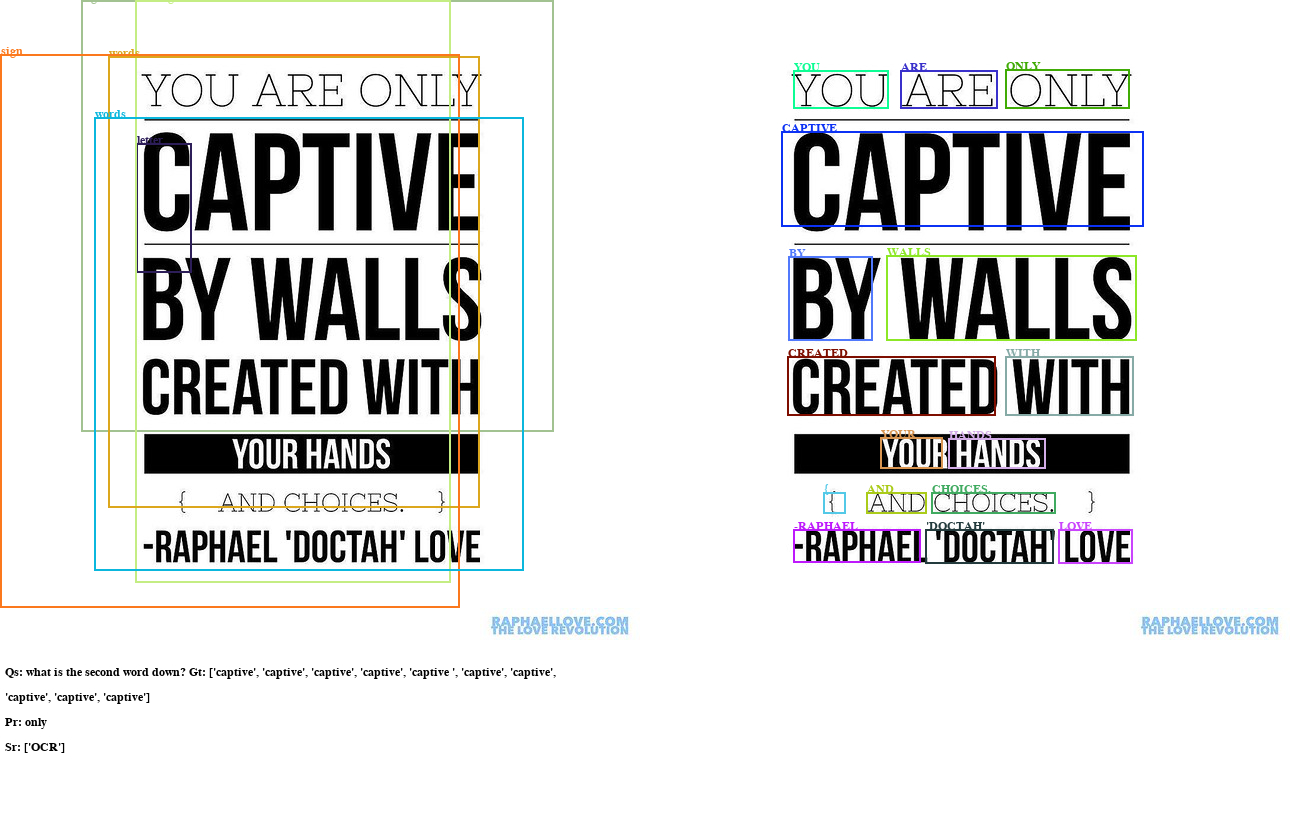 sign
words
YOU ARE ONLY
words
letter
CAPTIVE
BY WALLS
CREATED WITH
YOUR HANDS
{ AND CHOICES. }
-RAPHAEL 'DOCTAH' LOVE
RAPHAELLOVE.COM
THE LOVE REVOLUTION
YOU ARE ONLY
YOU ARE ONLY
CAPTIVE
CAPTIVE
BY WALLS
BY WALLS
CREATED WITH
CREATED WITH
YOUR HANDS
YOUR HANDS
{ AND CHOICES.
{ AND CHOICES. }
-RAPHAEL 'DOCTAH' LOVE
-RAPHAEL 'DOCTAH' LOVE
RAPHAELLOVE.COM
THE LOVE REVOLUTION
Qs: what is the second word down? Gt: ['captive', 'captive', 'captive', 'captive', 'captive ', 'captive', 'captive',
'captive', 'captive', 'captive']
Pr: only
Sr: ['OCR']